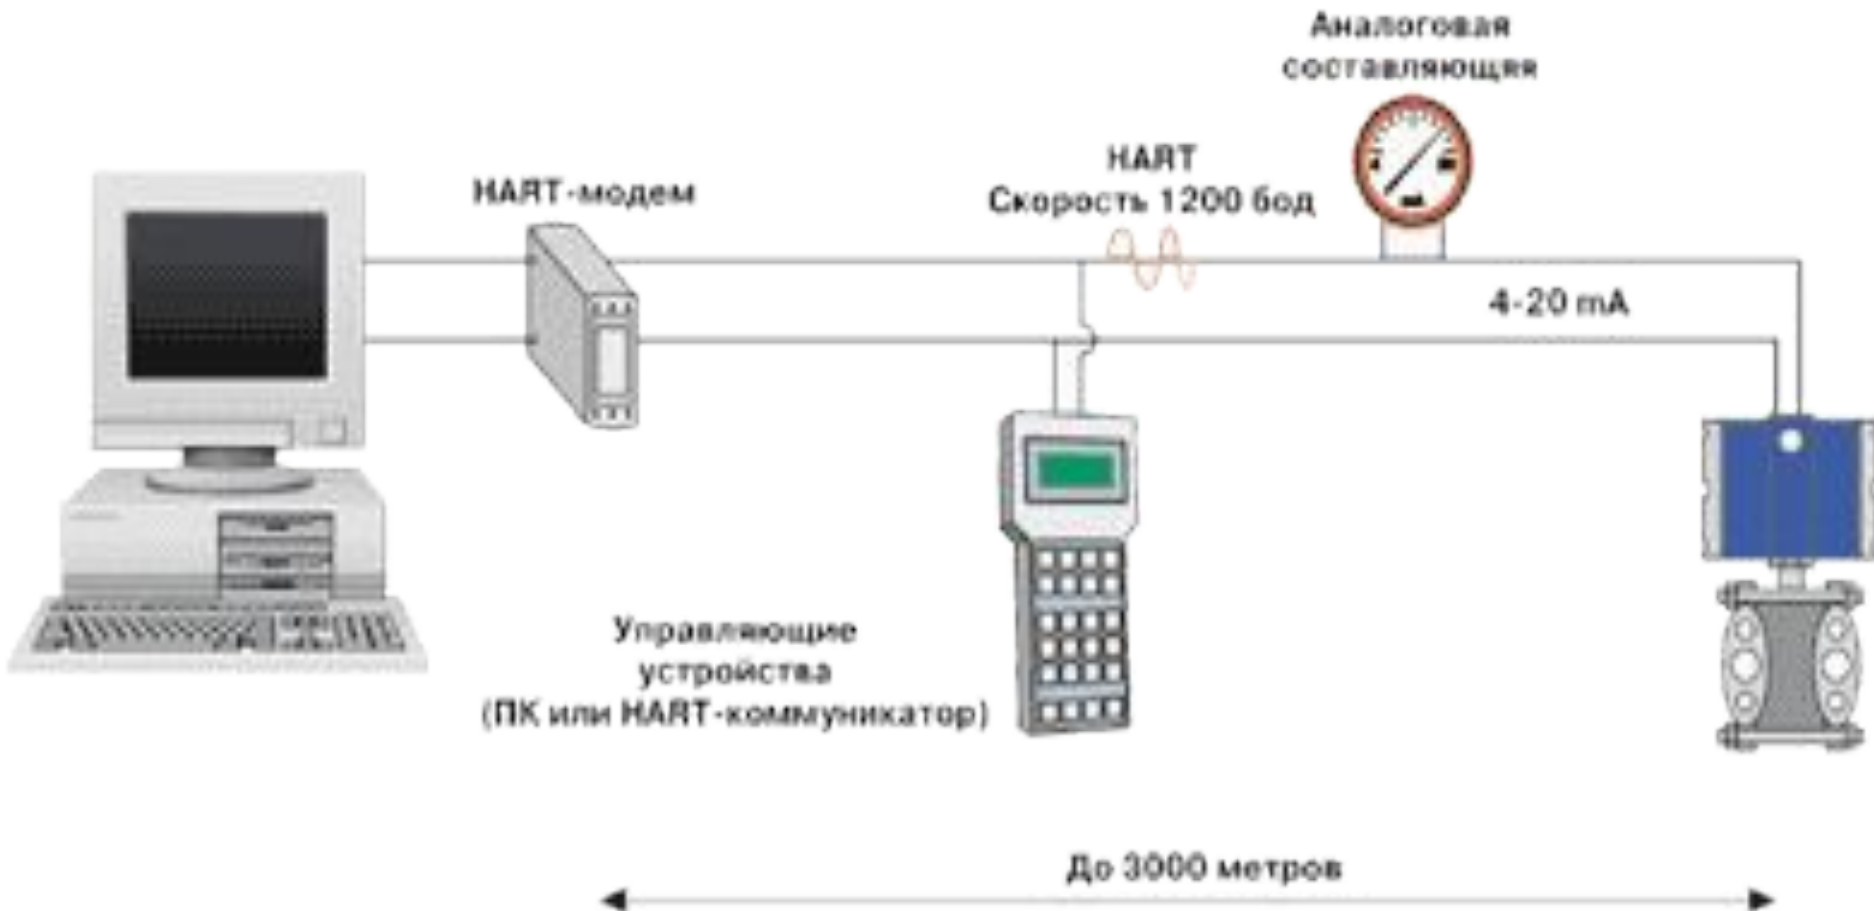 Аналоговая
составляющая
HART
Скорость 1200 бод
HART-модем
4-20 mA
Управляющие
устройства
(ПК или HART-коммуникатор)
До 3000 метров